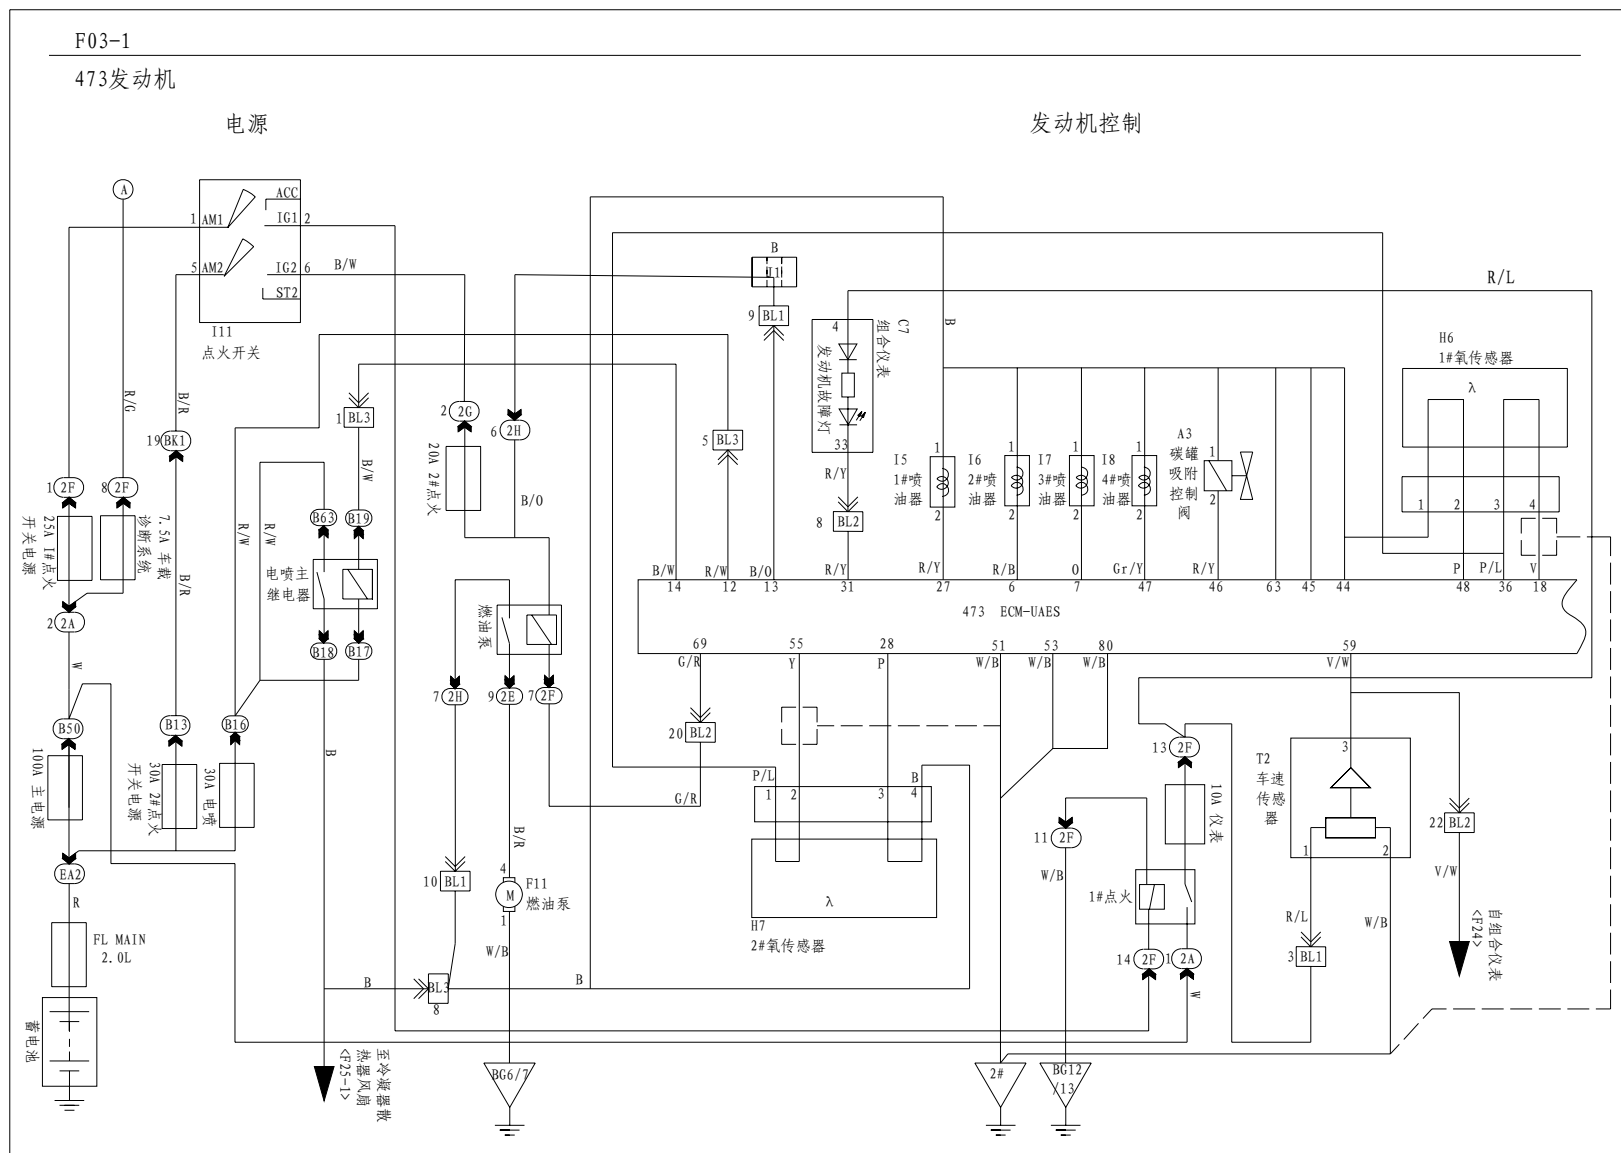 F03-1
473发动机
电源
发动机控制
A
ACC
1
AM1
IG1
2
5
AM2
IG2
6
B/W
ST2
I11
点火开关
B
J1
9
BL1
R/L
R/G
B/R
19
BK1
1
BL3
B/W
2
2G
6
2H
20A 2#点火
B/O
5
BL3
4
C7
组合仪表
发动机故障灯
33
R/Y
8
BL2
B
H6
1#氧传感器
λ
1
2
3
4
I5
1#喷
油器
1
2
I6
2#喷
油器
1
2
I7
3#喷
油器
1
2
I8
4#喷
油器
1
2
A3
碳罐
吸附
控制
阀
1
2
1
2F
8
2F
25A 1#点火
开关电源
7.5A 车载
诊断系统
R/W
R/W
B63
B19
电喷主
继电器
B18
B17
B/R
2
2A
W
B/W
R/W
B/O
R/Y
R/Y
R/B
O
Gr/Y
R/Y
P
P/L
V
14
12
13
31
27
6
7
47
46
63
45
44
48
36
18
473 ECM-UAES
69
55
28
51
53
80
59
G/R
Y
P
W/B
W/B
W/B
V/W
燃油泵
7
2H
9
2E
7
2F
B50
B13
B16
100A 主电源
30A 2#点火
开关电源
30A 电喷
B
20
BL2
G/R
P/L
B
1
2
3
4
λ
H7
2#氧传感器
13
2F
10A 仪表
11
2F
W/B
1#点火
14
2F
1
2A
W
T2
车速
传感
器
3
1
2
R/L
W/B
3
BL1
22
BL2
V/W
自组合仪表
<F24>
EA2
R
FL MAIN
2.0L
蓄电池
B/R
10
BL1
4
M
F11
燃油泵
1
W/B
B
BL3
8
B
至冷凝器散
热器风扇
<F25-1>
BG6/7
2#
BG12
/13